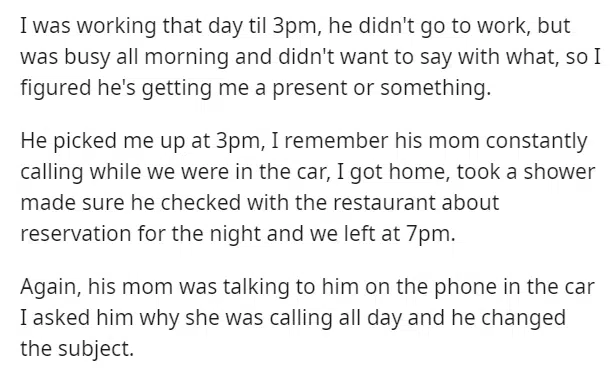 I was working that day til 3pm, he didn't go to work, but
was busy all morning and didn't want to say with what, so I
figured he's getting me a present or something.
He picked me up at 3pm, I remember his mom constantly
calling while we were in the car, I got home, took a shower
made sure he checked with the restaurant about
reservation for the night and we left at 7pm.
Again, his mom was talking to him on the phone in the car
I asked him why she was calling all day and he changed
the subject.